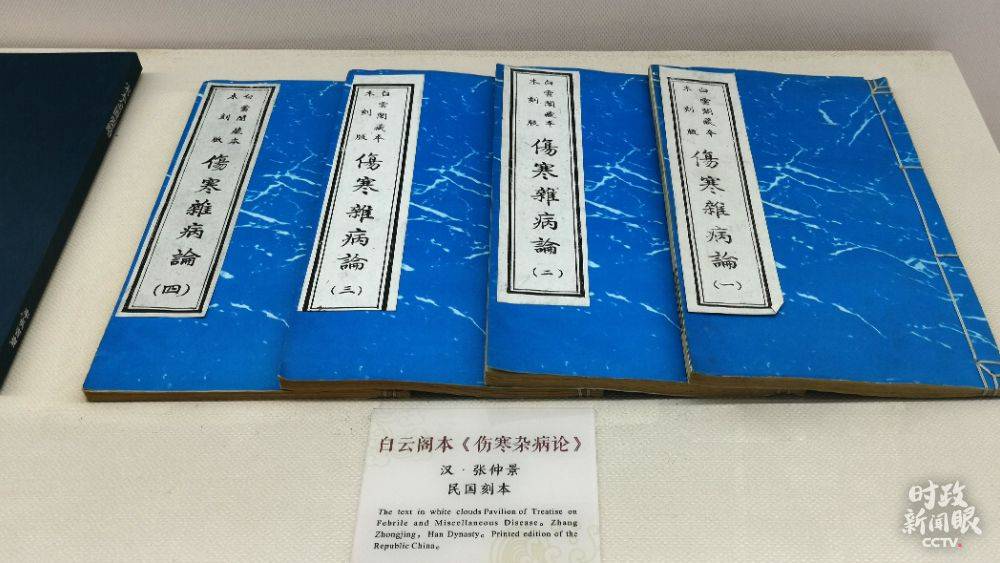 白雲閣藏本
木刻版
傷寒雜病論
(一)
白雲閣藏本
木刻版
傷寒雜病論
(二)
白雲閣藏本
木刻版
傷寒雜病論
(三)
白雲閣藏本
木刻版
傷寒雜病論
(四)
白云阁本《伤寒杂病论》
汉·张仲景
民国刻本
The text in white clouds Pavilion of Treatise on
Febrile and Miscellaneous Disease。Zhang
Zhongjing，Han Dynasty。Printed edition of the
Republic China。
时政
新闻眼
CCTV